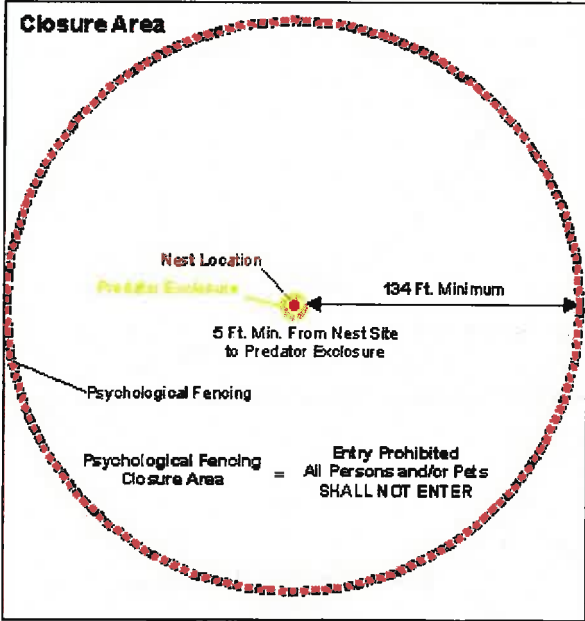 Closure Area
Nest Location
Predator Exclosure
134 Ft. Minimum
5 Ft. Min. From Nest Site
to Predator Exclosure
Psychological Fencing
Psychological Fencing
Closure Area
=
Entry Prohibited
All Persons and/or Pets
SHALL NOT ENTER